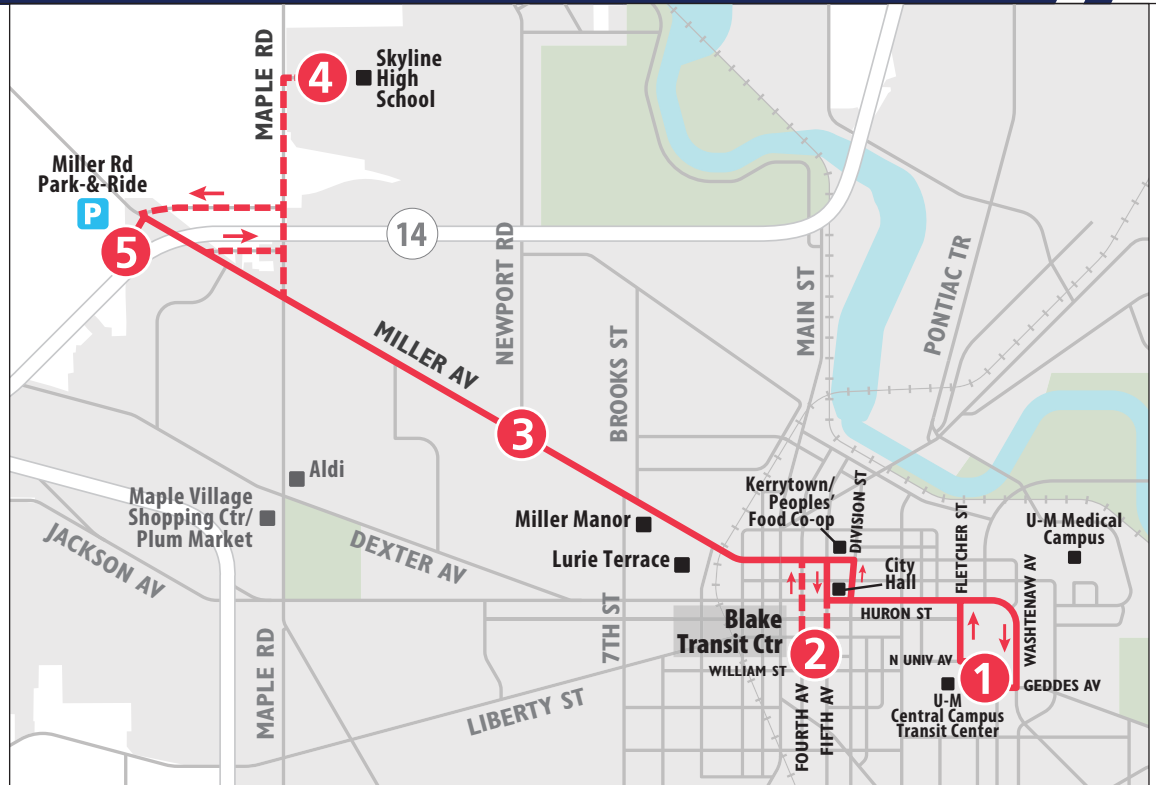 MAPLE RD
4
Skyline
High
School
Miller Rd
Park-&-Ride
P
5
14
NEWPORT RD
MAIN ST
PONTIAC TR
MILLER AV
BROOKS ST
3
Aldi
Maple Village
Shopping Ctr/
Plum Market
JACKSON AV
DEXTER AV
Miller Manor
Lurie Terrace
Kerrytown/
Peoples'
Food Co-op
DIVISION ST
City
Hall
FLETCHER ST
U-M Medical
Campus
WASHTENAW AV
HURON ST
7TH ST
Blake
Transit Ctr
2
WILLIAM ST
N UNIV AV
1
GEDDES AV
U-M
Central Campus
Transit Center
MAPLE RD
LIBERTY ST
FOURTH AV
FIFTH AV